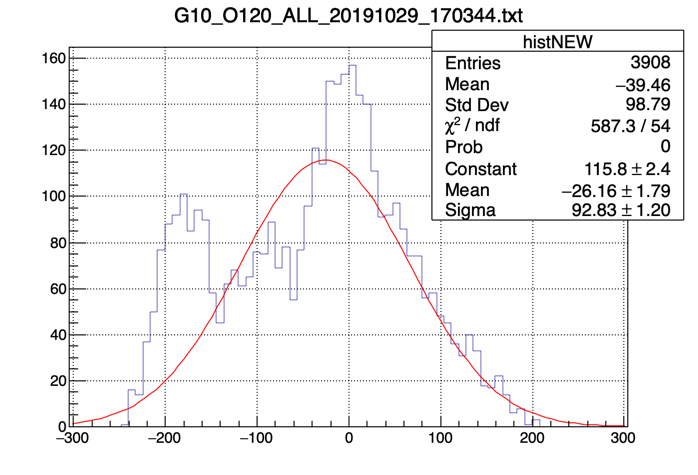 G10_O120_ALL_20191029_170344.txt
histNEW
Entries 3908
Mean −39.46
Std Dev 98.79
χ² / ndf 587.3 / 54
Prob 0
Constant 115.8 ± 2.4
Mean −26.16 ± 1.79
Sigma 92.83 ± 1.20
160
140
120
100
80
60
40
20
0
−300 −200 −100 0 100 200 300